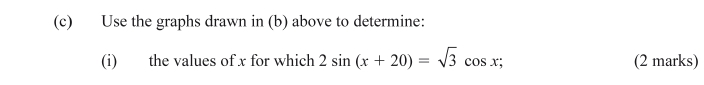 (c) Use the graphs drawn in (b) above to determine:
(i) the values of x for which 2 sin (x + 20) = √3 cos x; (2 marks)